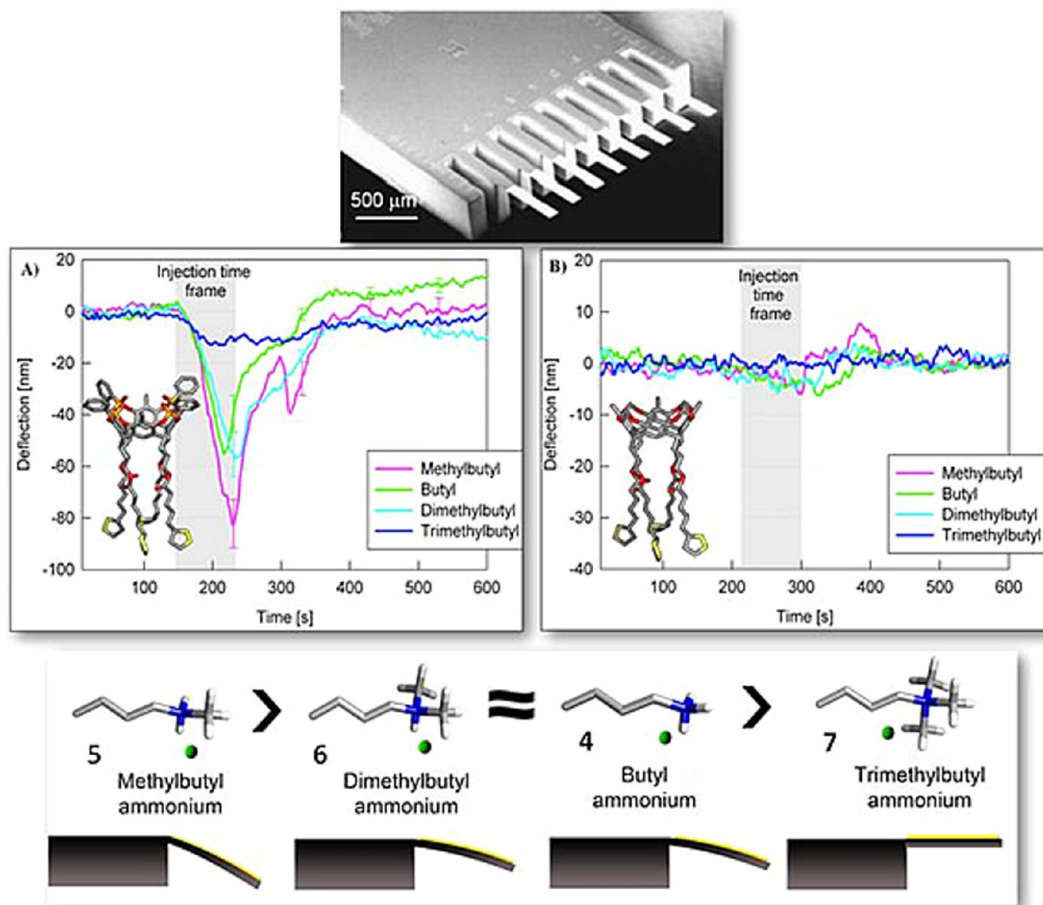 500 µm
A)
Injection time
frame
20
0
-20
-40
-60
-80
-100
Deflection [nm]
Methylbutyl
Butyl
Dimethylbutyl
Trimethylbutyl
100 200 300 400 500 600
Time [s]
B)
Injection
time
frame
20
10
0
-10
-20
-30
-40
Deflection [nm]
Methylbutyl
Butyl
Dimethylbutyl
Trimethylbutyl
100 200 300 400 500 600
Time [s]
5 > 6 ≈ 4 > 7
Methylbutyl
ammonium
Dimethylbutyl
ammonium
Butyl
ammonium
Trimethylbutyl
ammonium